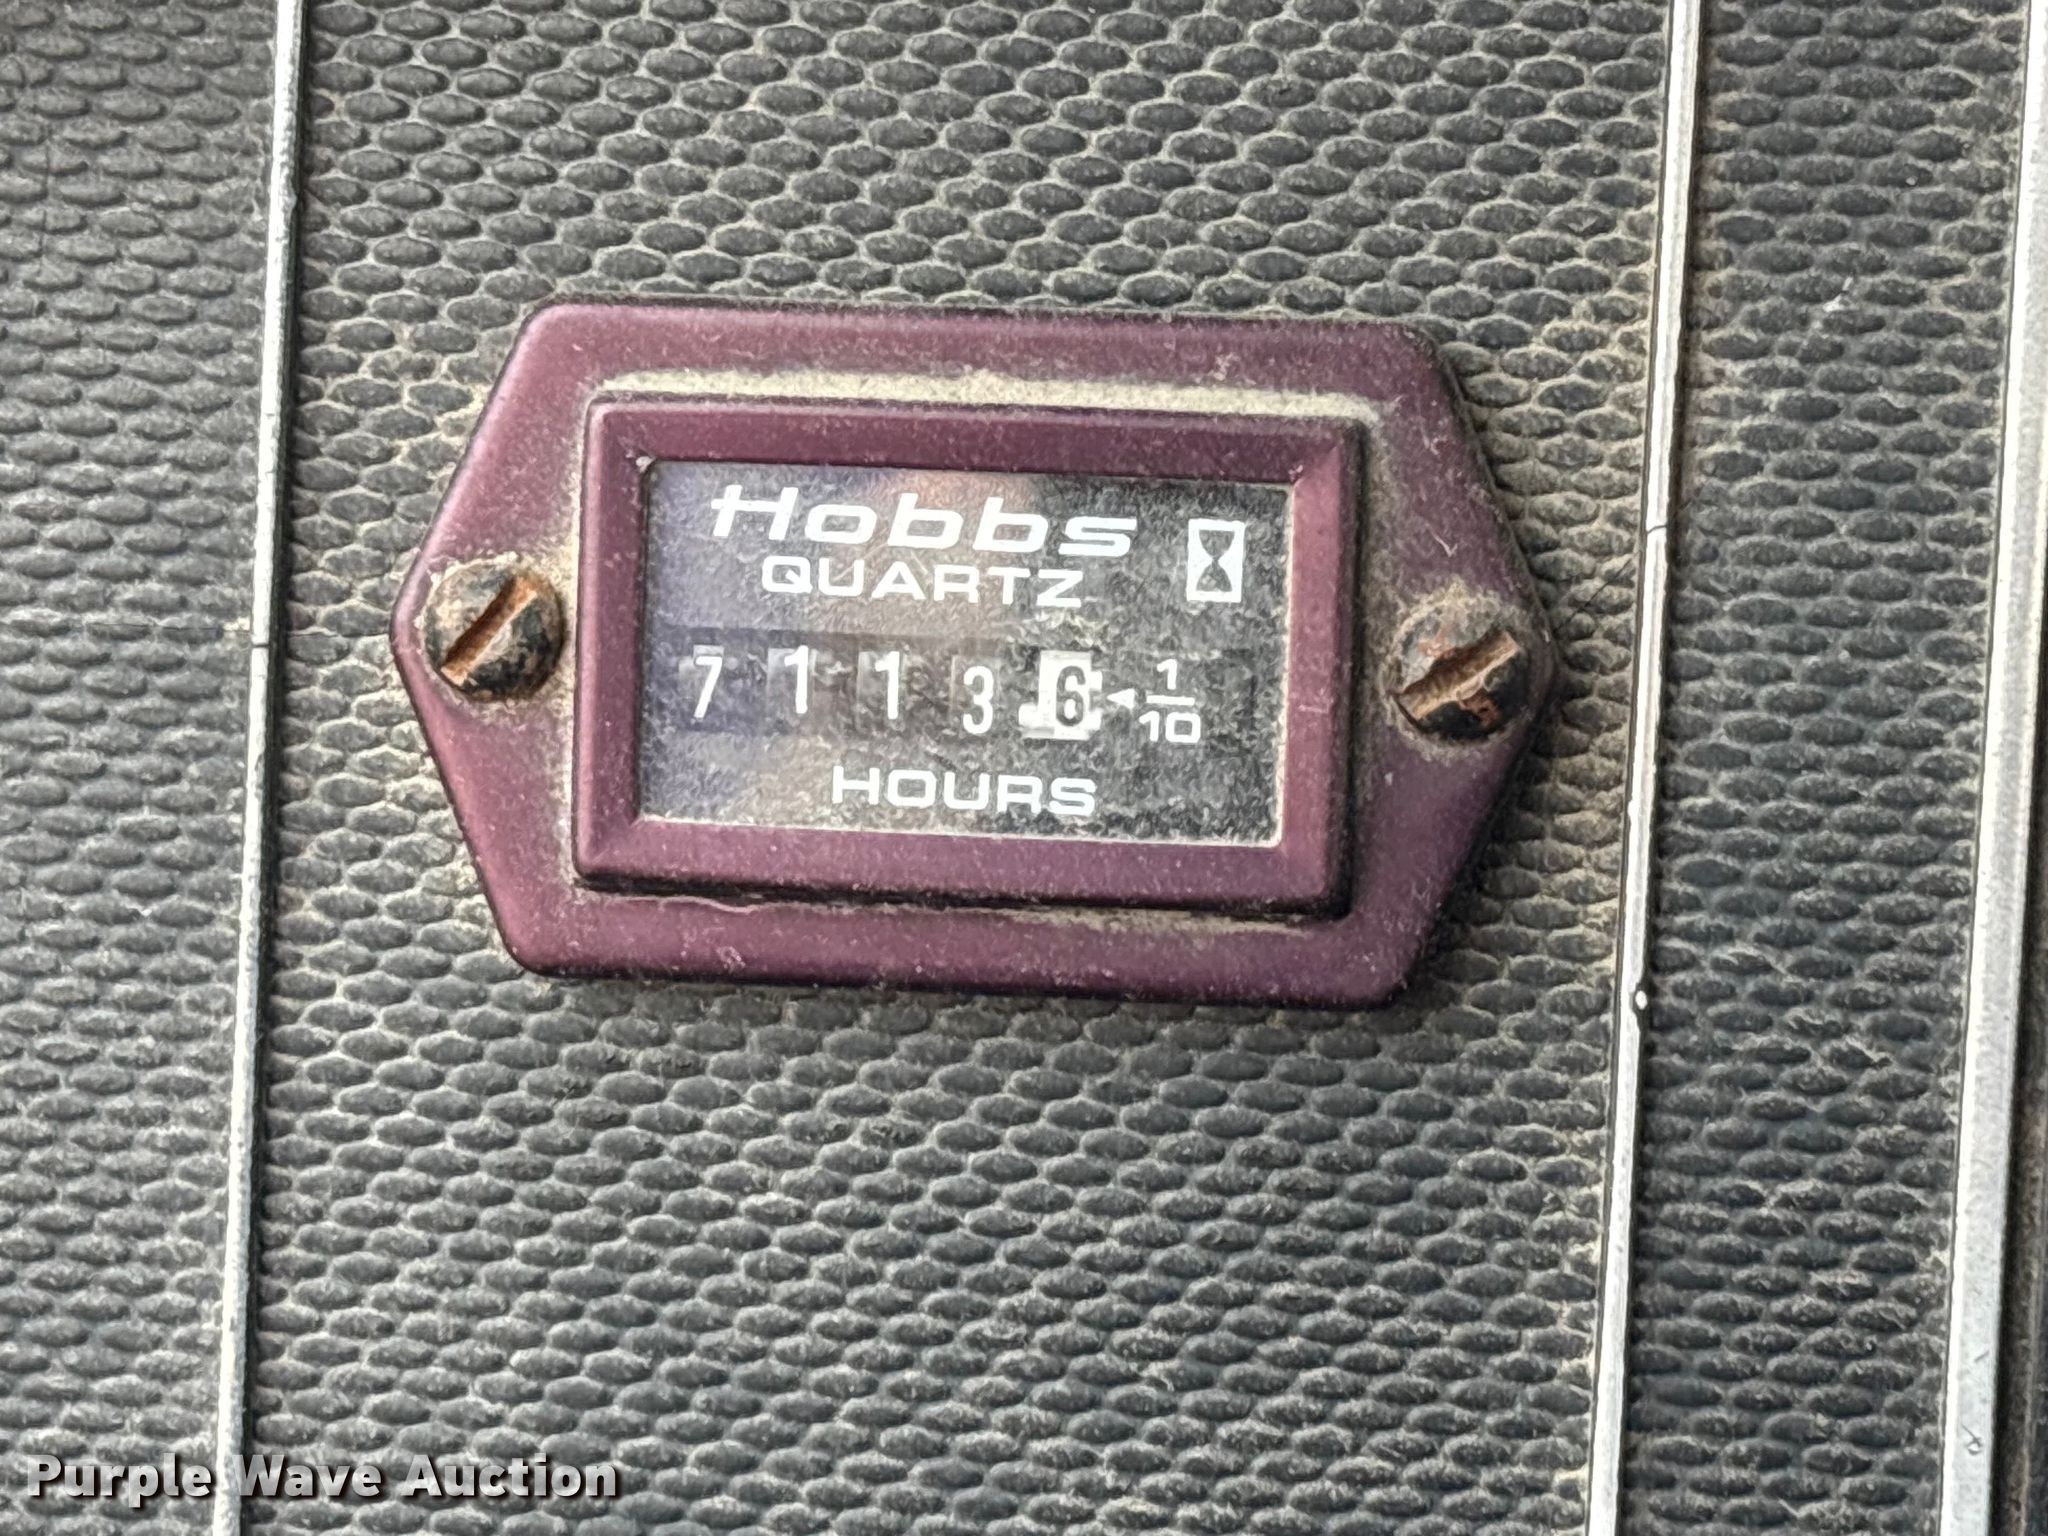 Hobbs
QUARTZ
7 1 1 3 6 1/10
HOURS
Purple Wave Auction